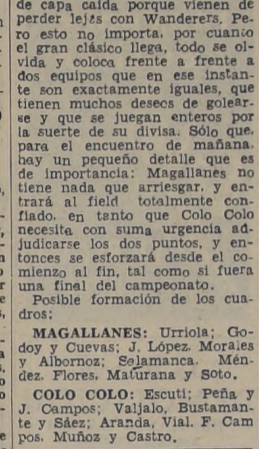 de capa caída porque vienen de
perder lejos con Wanderers. Pe-
ro esto no importa, por cuanto
el gran clásico llega, todo se ol-
vida y coloca frente a frente a
dos equipos que en ese instan-
te son exactamente iguales, que
tienen muchos deseos de golear-
se y que se juegan enteros por
la suerte de su divisa. Sólo que,
para el encuentro de mañana,
hay un pequeño detalle que es
de importancia: Magallanes no
tiene nada que arriesgar, y en-
trará al field totalmente con-
fiado, en tanto que Colo Colo
necesita con suma urgencia ad-
judicarse los dos puntos, y en-
tonces se esforzará desde el co-
mienzo al fin, tal como si fuera
una final del campeonato.
Posible formación de los cua-
dros:
MAGALLANES: Urriola; Go-
doy y Cuevas; J. López, Morales
y Albornoz; Salamanca, Mén-
dez, Flores, Maturana y Soto.
COLO COLO: Escuti; Peña y
J. Campos; Valjalo, Bustaman-
te y Sáez; Aranda, Vial, F. Cam
pos, Muñoz y Castro.